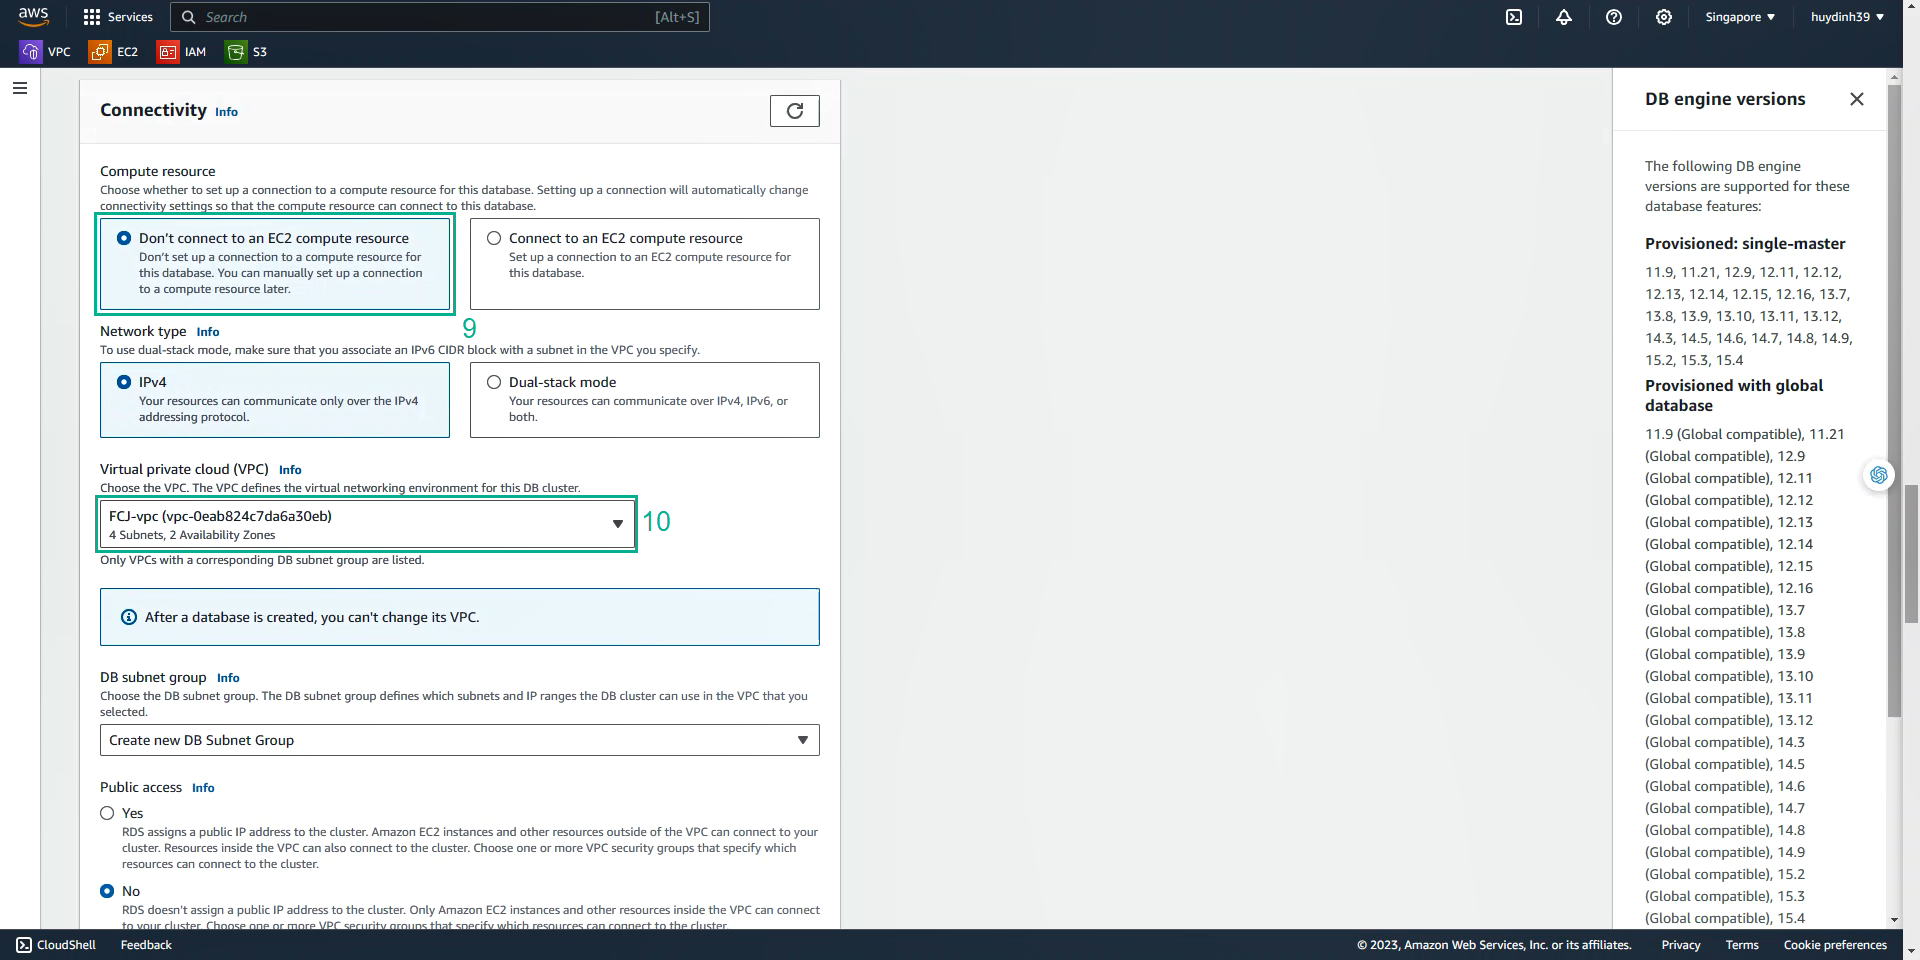 aws
Services
Search
[Alt+S]
Singapore ▼
huydinh39 ▼
VPC
EC2
IAM
S3
Connectivity Info
Compute resource
Choose whether to set up a connection to a compute resource for this database. Setting up a connection will automatically change
connectivity settings so that the compute resource can connect to this database.
Don't connect to an EC2 compute resource
Don't set up a connection to a compute resource for
this database. You can manually set up a connection
to a compute resource later.
Connect to an EC2 compute resource
Set up a connection to an EC2 compute resource for
this database.
9
Network type Info
To use dual-stack mode, make sure that you associate an IPv6 CIDR block with a subnet in the VPC you specify.
IPv4
Your resources can communicate only over the IPv4
addressing protocol.
Dual-stack mode
Your resources can communicate over IPv4, IPv6, or
both.
Virtual private cloud (VPC) Info
Choose the VPC. The VPC defines the virtual networking environment for this DB cluster.
FCJ-vpc (vpc-0eab824c7da6a30eb)
4 Subnets, 2 Availability Zones
10
Only VPCs with a corresponding DB subnet group are listed.
After a database is created, you can't change its VPC.
DB subnet group Info
Choose the DB subnet group. The DB subnet group defines which subnets and IP ranges the DB cluster can use in the VPC that you
selected.
Create new DB Subnet Group
Public access Info
Yes
RDS assigns a public IP address to the cluster. Amazon EC2 instances and other resources outside of the VPC can connect to your
cluster. Resources inside the VPC can also connect to the cluster. Choose one or more VPC security groups that specify which
resources can connect to the cluster.
No
RDS doesn't assign a public IP address to the cluster. Only Amazon EC2 instances and other resources inside the VPC can connect
to your cluster. Choose one or more VPC security groups that specify which resources can connect to the cluster.
DB engine versions
The following DB engine
versions are supported for these
database features:
Provisioned: single-master
11.9, 11.21, 12.9, 12.11, 12.12,
12.13, 12.14, 12.15, 12.16, 13.7,
13.8, 13.9, 13.10, 13.11, 13.12,
14.3, 14.5, 14.6, 14.7, 14.8, 14.9,
15.2, 15.3, 15.4
Provisioned with global
database
11.9 (Global compatible), 11.21
(Global compatible), 12.9
(Global compatible), 12.11
(Global compatible), 12.12
(Global compatible), 12.13
(Global compatible), 12.14
(Global compatible), 12.15
(Global compatible), 12.16
(Global compatible), 13.7
(Global compatible), 13.8
(Global compatible), 13.9
(Global compatible), 13.10
(Global compatible), 13.11
(Global compatible), 13.12
(Global compatible), 14.3
(Global compatible), 14.5
(Global compatible), 14.6
(Global compatible), 14.7
(Global compatible), 14.8
(Global compatible), 14.9
(Global compatible), 15.2
(Global compatible), 15.3
(Global compatible), 15.4
CloudShell
Feedback
© 2023, Amazon Web Services, Inc. or its affiliates.
Privacy
Terms
Cookie preferences